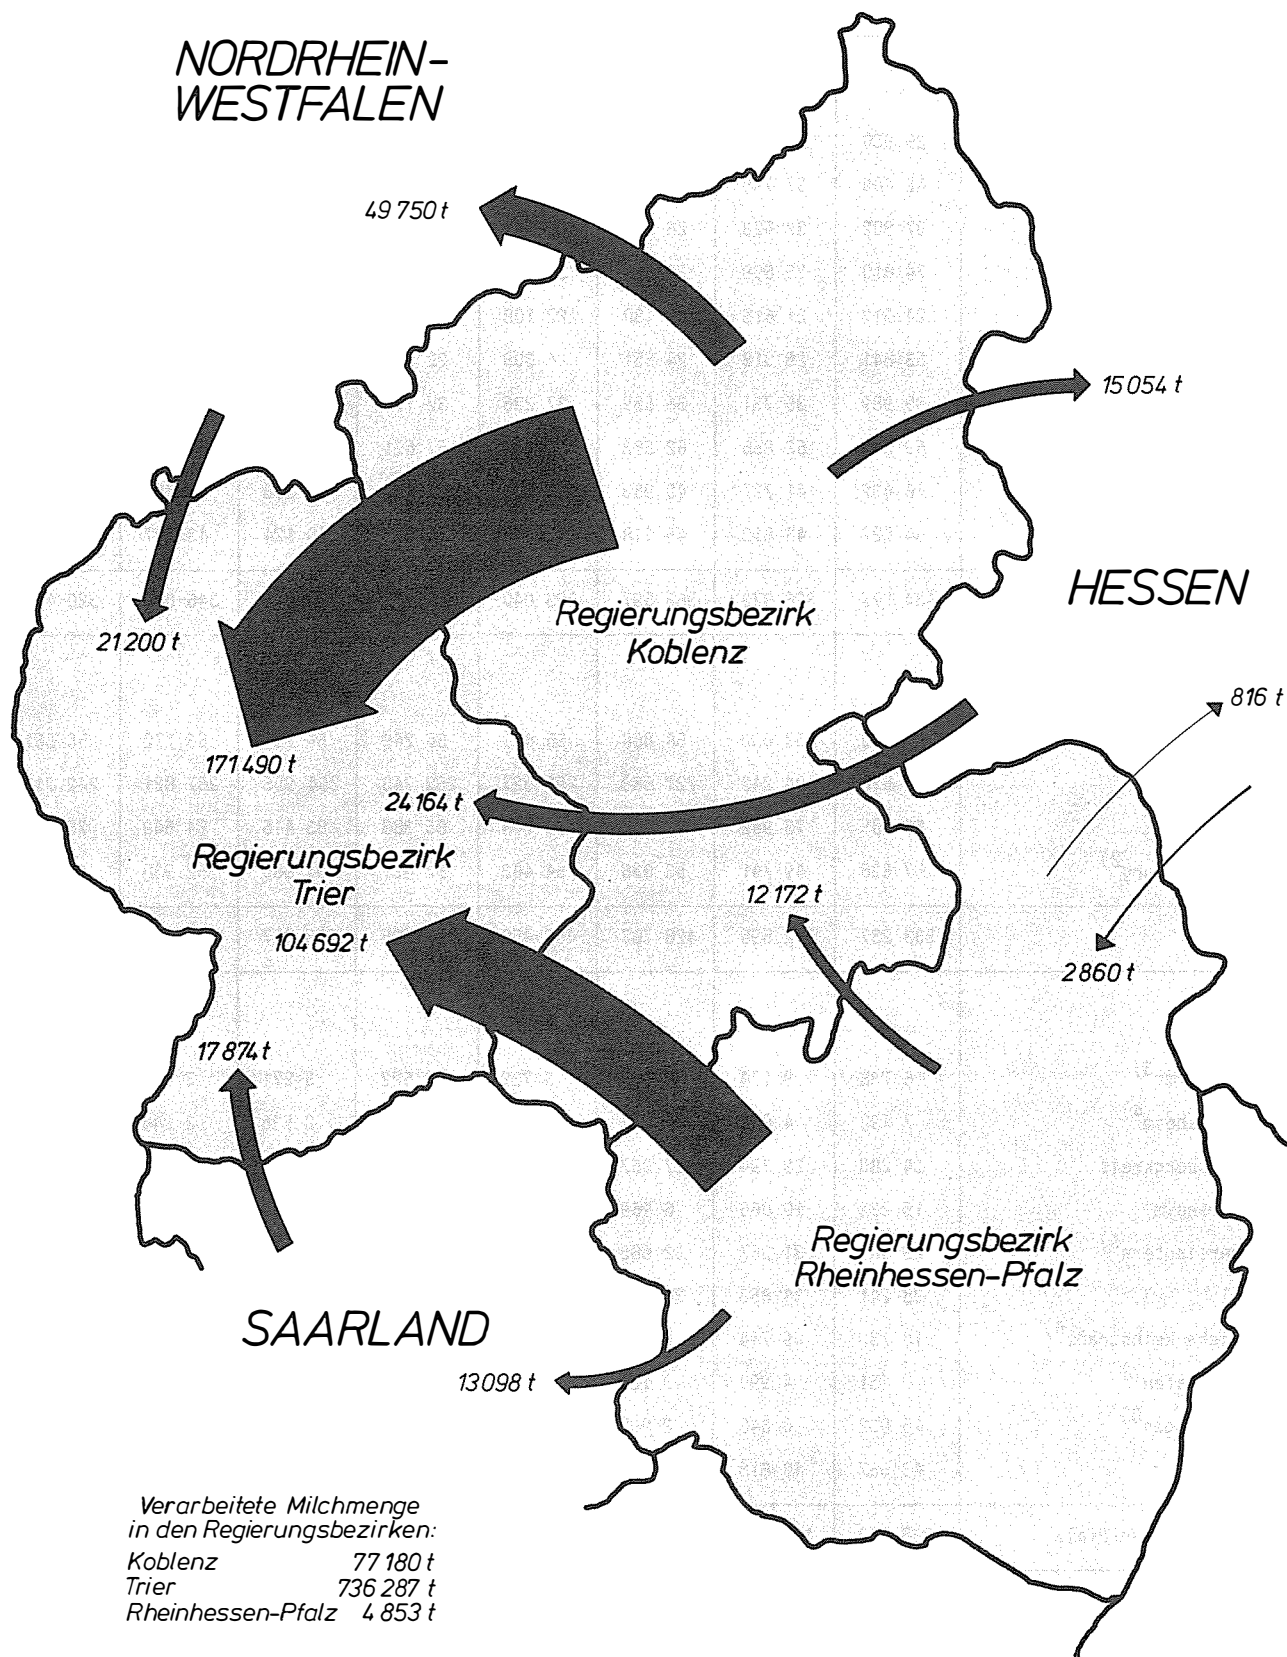 NORDRHEIN-
WESTFALEN
49 750 t
15 054 t
HESSEN
21 200 t
Regierungsbezirk
Koblenz
816 t
171 490 t
24 164 t
Regierungsbezirk
Trier
12 172 t
104 692 t
2 860 t
17 874 t
Regierungsbezirk
Rheinhessen-Pfalz
SAARLAND
13 098 t
Verarbeitete Milchmenge
in den Regierungsbezirken:
Koblenz 77 180 t
Trier 736 287 t
Rheinhessen-Pfalz 4 853 t